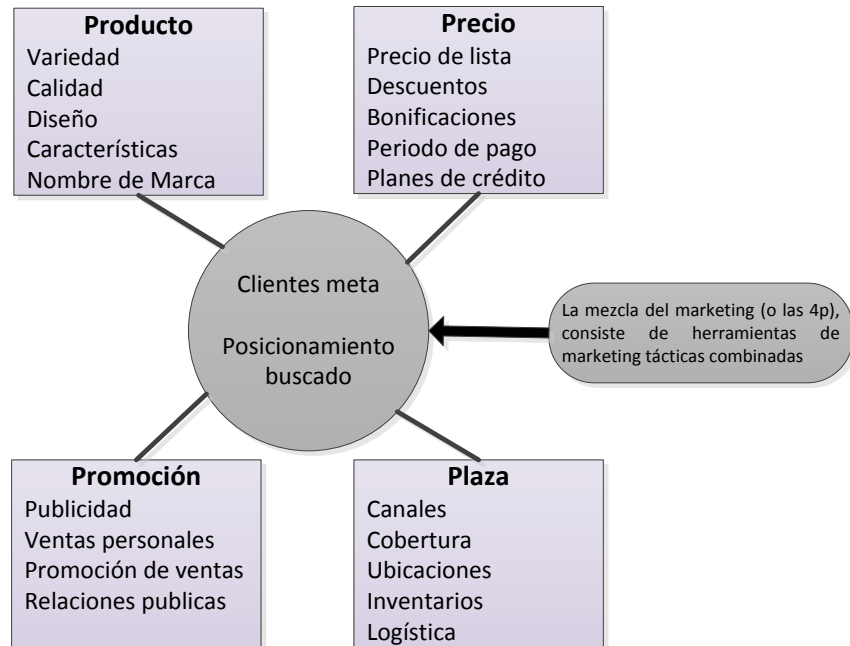 Producto
Variedad
Calidad
Diseño
Características
Nombre de Marca
Precio
Precio de lista
Descuentos
Bonificaciones
Periodo de pago
Planes de crédito
Clientes meta
Posicionamiento
buscado
La mezcla del marketing (o las 4p),
consiste de herramientas de
marketing tácticas combinadas
Promoción
Publicidad
Ventas personales
Promoción de ventas
Relaciones publicas
Plaza
Canales
Cobertura
Ubicaciones
Inventarios
Logística